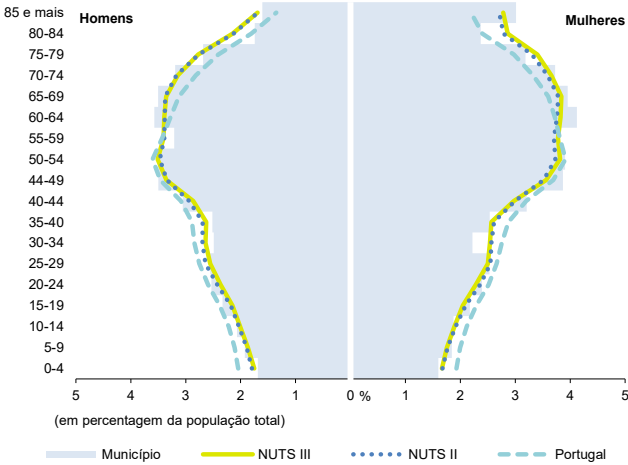 Homens
Mulheres
85 e mais
80-84
75-79
70-74
65-69
60-64
55-59
50-54
44-49
40-44
35-40
30-34
25-29
20-24
15-19
10-14
5-9
0-4
5 4 3 2 1 0 % 1 2 3 4 5
(em percentagem da população total)
Município NUTS III NUTS II Portugal